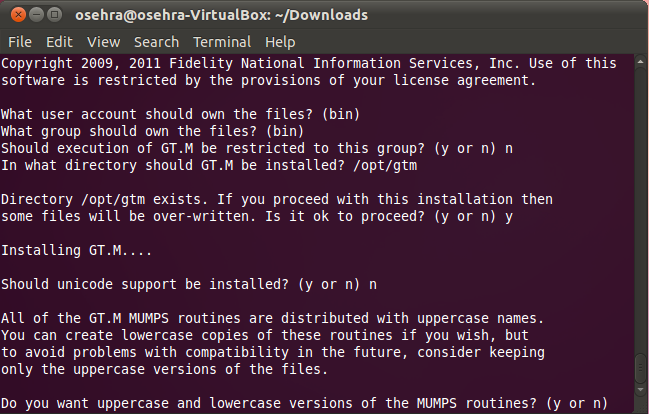 osehra@osehra-VirtualBox: ~/Downloads
File Edit View Search Terminal Help
Copyright 2009, 2011 Fidelity National Information Services, Inc. Use of this
software is restricted by the provisions of your license agreement.
What user account should own the files? (bin)
What group should own the files? (bin)
Should execution of GT.M be restricted to this group? (y or n) n
In what directory should GT.M be installed? /opt/gtm
Directory /opt/gtm exists. If you proceed with this installation then
some files will be over-written. Is it ok to proceed? (y or n) y
Installing GT.M....
Should unicode support be installed? (y or n) n
All of the GT.M MUMPS routines are distributed with uppercase names.
You can create lowercase copies of these routines if you wish, but
to avoid problems with compatibility in the future, consider keeping
only the uppercase versions of the files.
Do you want uppercase and lowercase versions of the MUMPS routines? (y or n)